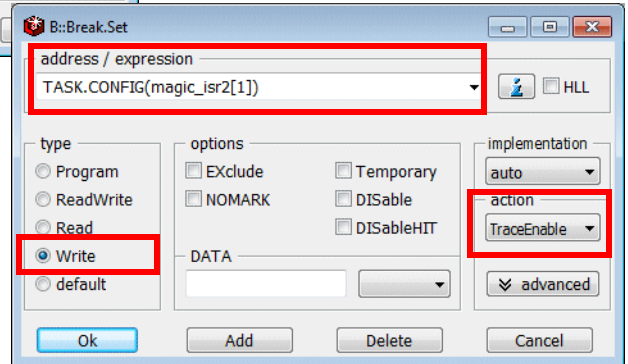 B::Break.Set
address / expression
TASK.CONFIG(magic_isr2[1])
i
HLL
type
options
implementation
Program
EXclude
Temporary
auto
ReadWrite
NOMARK
DISable
action
Read
DISableHIT
TraceEnable
Write
DATA
default
advanced
Ok
Add
Delete
Cancel